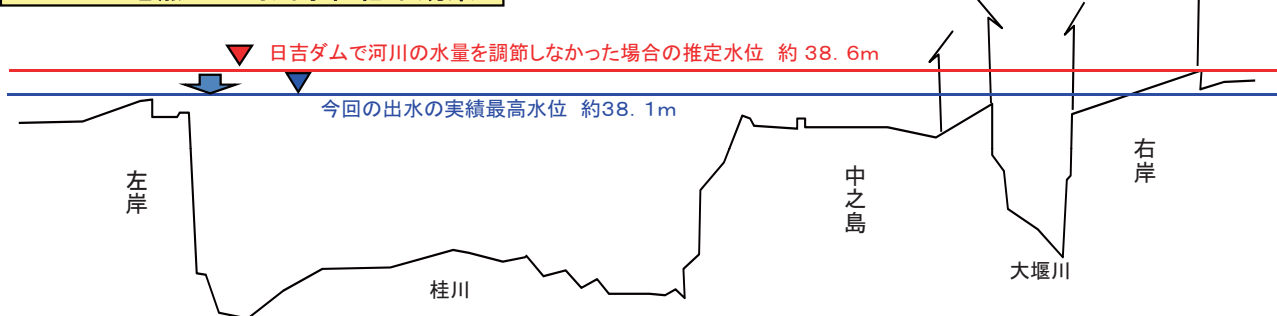 日吉ダムで河川の水量を調節しなかった場合の推定水位 約38.6m
今回の出水の実績最高水位 約38.1m
左岸
中之島
右岸
桂川
大堰川